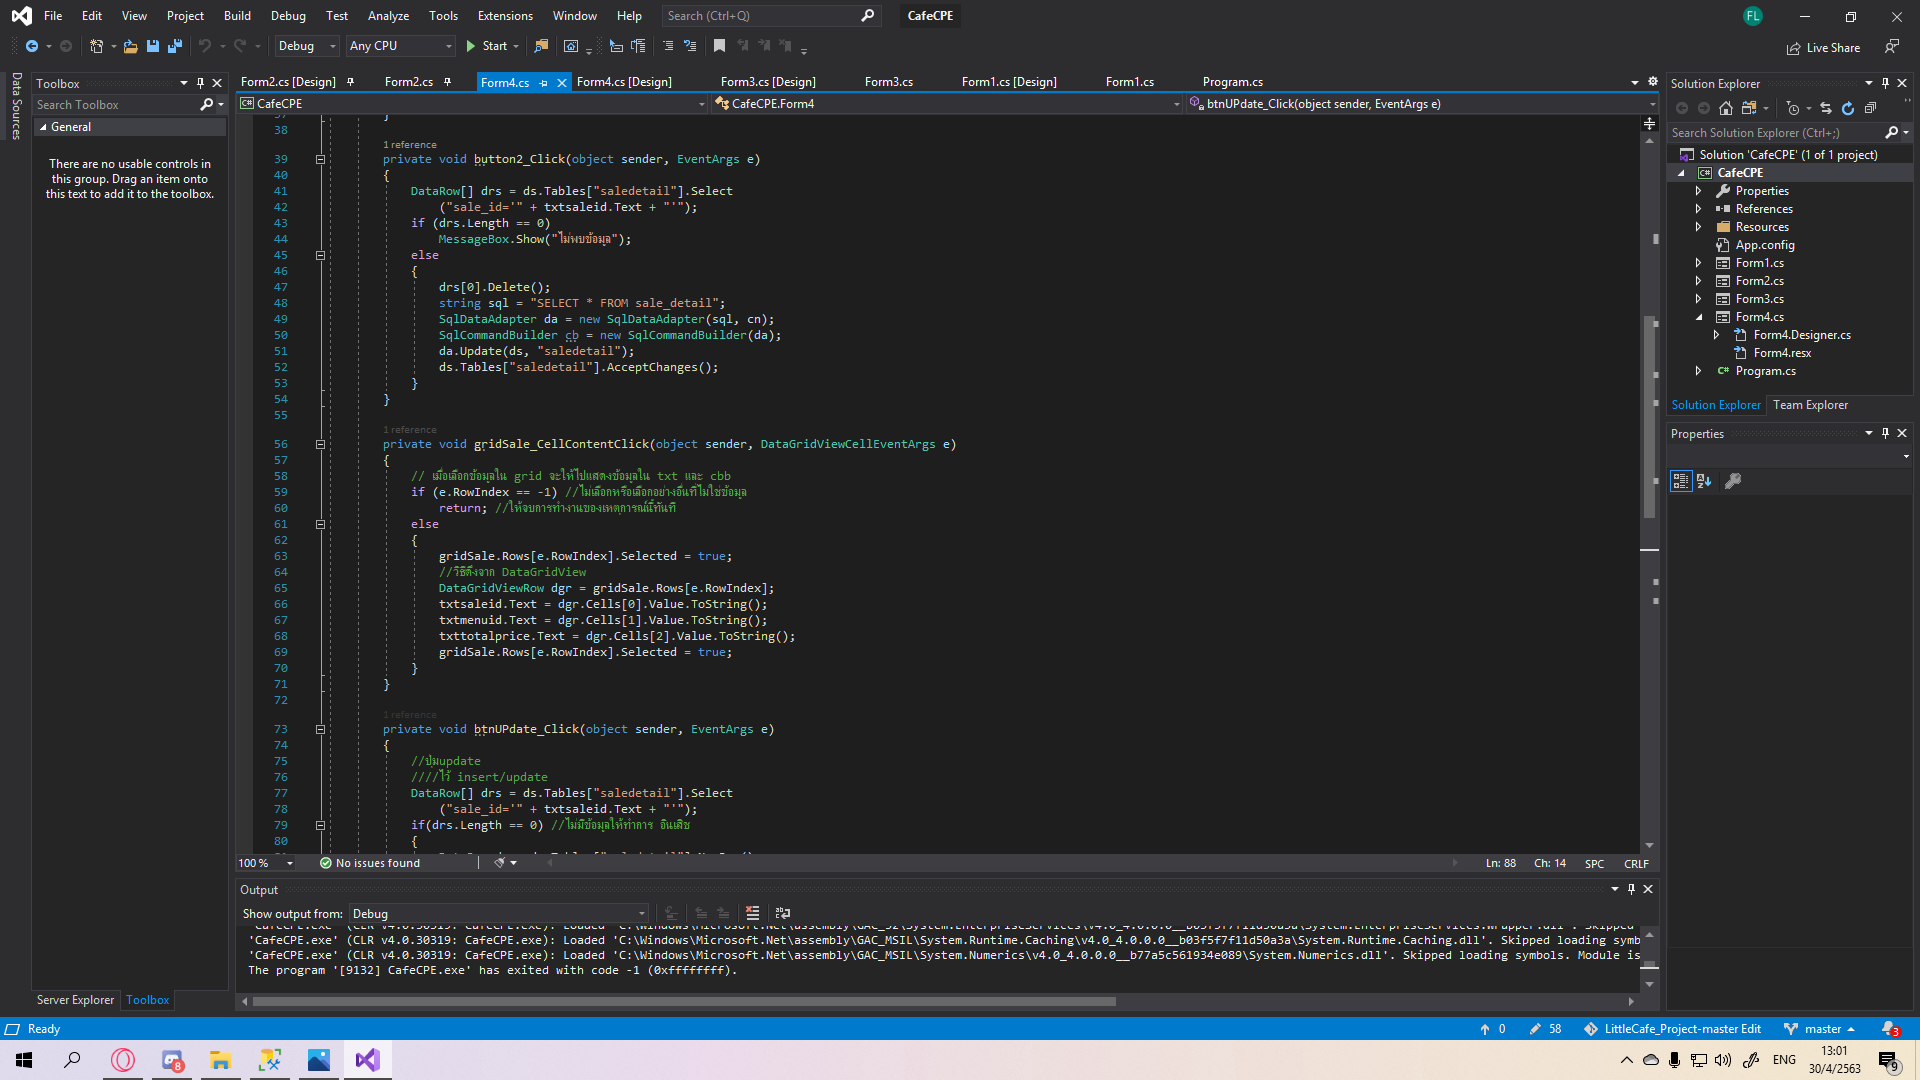 File Edit View Project Build Debug Test Analyze Tools Extensions Window Help Search (Ctrl+Q) CafeCPE FL
Debug Any CPU Start Live Share
Data Sources
Toolbox
Search Toolbox
General
There are no usable controls in
this group. Drag an item onto
this text to add it to the toolbox.
Server Explorer Toolbox
Form2.cs [Design] Form2.cs Form4.cs Form4.cs [Design] Form3.cs [Design] Form3.cs Form1.cs [Design] Form1.cs Program.cs
CafeCPE CafeCPE.Form4 btnUPdate_Click(object sender, EventArgs e)
37 }
38
1 reference
39 private void button2_Click(object sender, EventArgs e)
40 {
41 DataRow[] drs = ds.Tables["saledetail"].Select
42 ("sale_id='" + txtsaleid.Text + "'");
43 if (drs.Length == 0)
44 MessageBox.Show("ไม่พบข้อมูล");
45 else
46 {
47 drs[0].Delete();
48 string sql = "SELECT * FROM sale_detail";
49 SqlDataAdapter da = new SqlDataAdapter(sql, cn);
50 SqlCommandBuilder cb = new SqlCommandBuilder(da);
51 da.Update(ds, "saledetail");
52 ds.Tables["saledetail"].AcceptChanges();
53 }
54 }
55
1 reference
56 private void gridSale_CellContentClick(object sender, DataGridViewCellEventArgs e)
57 {
58 // เมื่อเลือกข้อมูลใน grid จะให้ไปแสดงข้อมูลใน txt และ cbb
59 if (e.RowIndex == -1) //ไม่เลือกหรือเลือกอย่างอื่นที่ไม่ใช่ข้อมูล
60 return; //ให้จบการทำงานของเหตุการณ์นี้ทันที
61 else
62 {
63 gridSale.Rows[e.RowIndex].Selected = true;
64 //วิธีดึงจาก DataGridView
65 DataGridViewRow dgr = gridSale.Rows[e.RowIndex];
66 txtsaleid.Text = dgr.Cells[0].Value.ToString();
67 txtmenuid.Text = dgr.Cells[1].Value.ToString();
68 txttotalprice.Text = dgr.Cells[2].Value.ToString();
69 gridSale.Rows[e.RowIndex].Selected = true;
70 }
71 }
72
1 reference
73 private void btnUPdate_Click(object sender, EventArgs e)
74 {
75 //ปุ่มupdate
76 ////ไว้ insert/update
77 DataRow[] drs = ds.Tables["saledetail"].Select
78 ("sale_id='" + txtsaleid.Text + "'");
79 if(drs.Length == 0) //ไม่มีข้อมูลให้ทำการ อินเสิช
80 {
100 % No issues found Ln: 88 Ch: 14 SPC CRLF
Output
Show output from: Debug
'CafeCPE.exe' (CLR v4.0.30319: CafeCPE.exe): Loaded 'C:\Windows\Microsoft.Net\assembly\GAC_MSIL\System.Runtime.Caching\v4.0_4.0.0.0__b03f5f7f11d50a3a\System.Runtime.Caching.dll'. Skipped loading symb
'CafeCPE.exe' (CLR v4.0.30319: CafeCPE.exe): Loaded 'C:\Windows\Microsoft.Net\assembly\GAC_MSIL\System.Numerics\v4.0_4.0.0.0__b77a5c561934e089\System.Numerics.dll'. Skipped loading symbols. Module is
The program '[9132] CafeCPE.exe' has exited with code -1 (0xffffffff).
Solution Explorer
Search Solution Explorer (Ctrl+;)
Solution 'CafeCPE' (1 of 1 project)
CafeCPE
Properties
References
Resources
App.config
Form1.cs
Form2.cs
Form3.cs
Form4.cs
Form4.Designer.cs
Form4.resx
Program.cs
Solution Explorer Team Explorer
Properties
Ready 0 58 LittleCafe_Project-master Edit master 3
8 ENG 13:01
30/4/2563 9